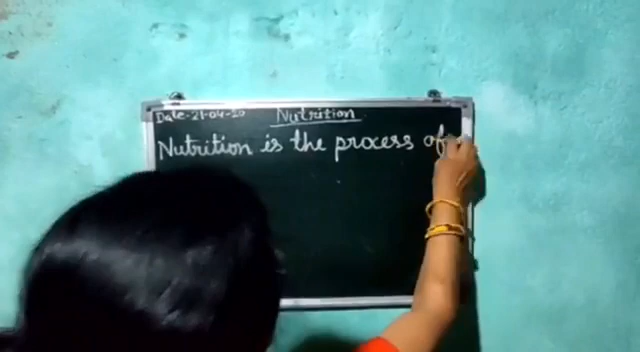 Date-21-04-20
Nutrition
Nutrition is the process of